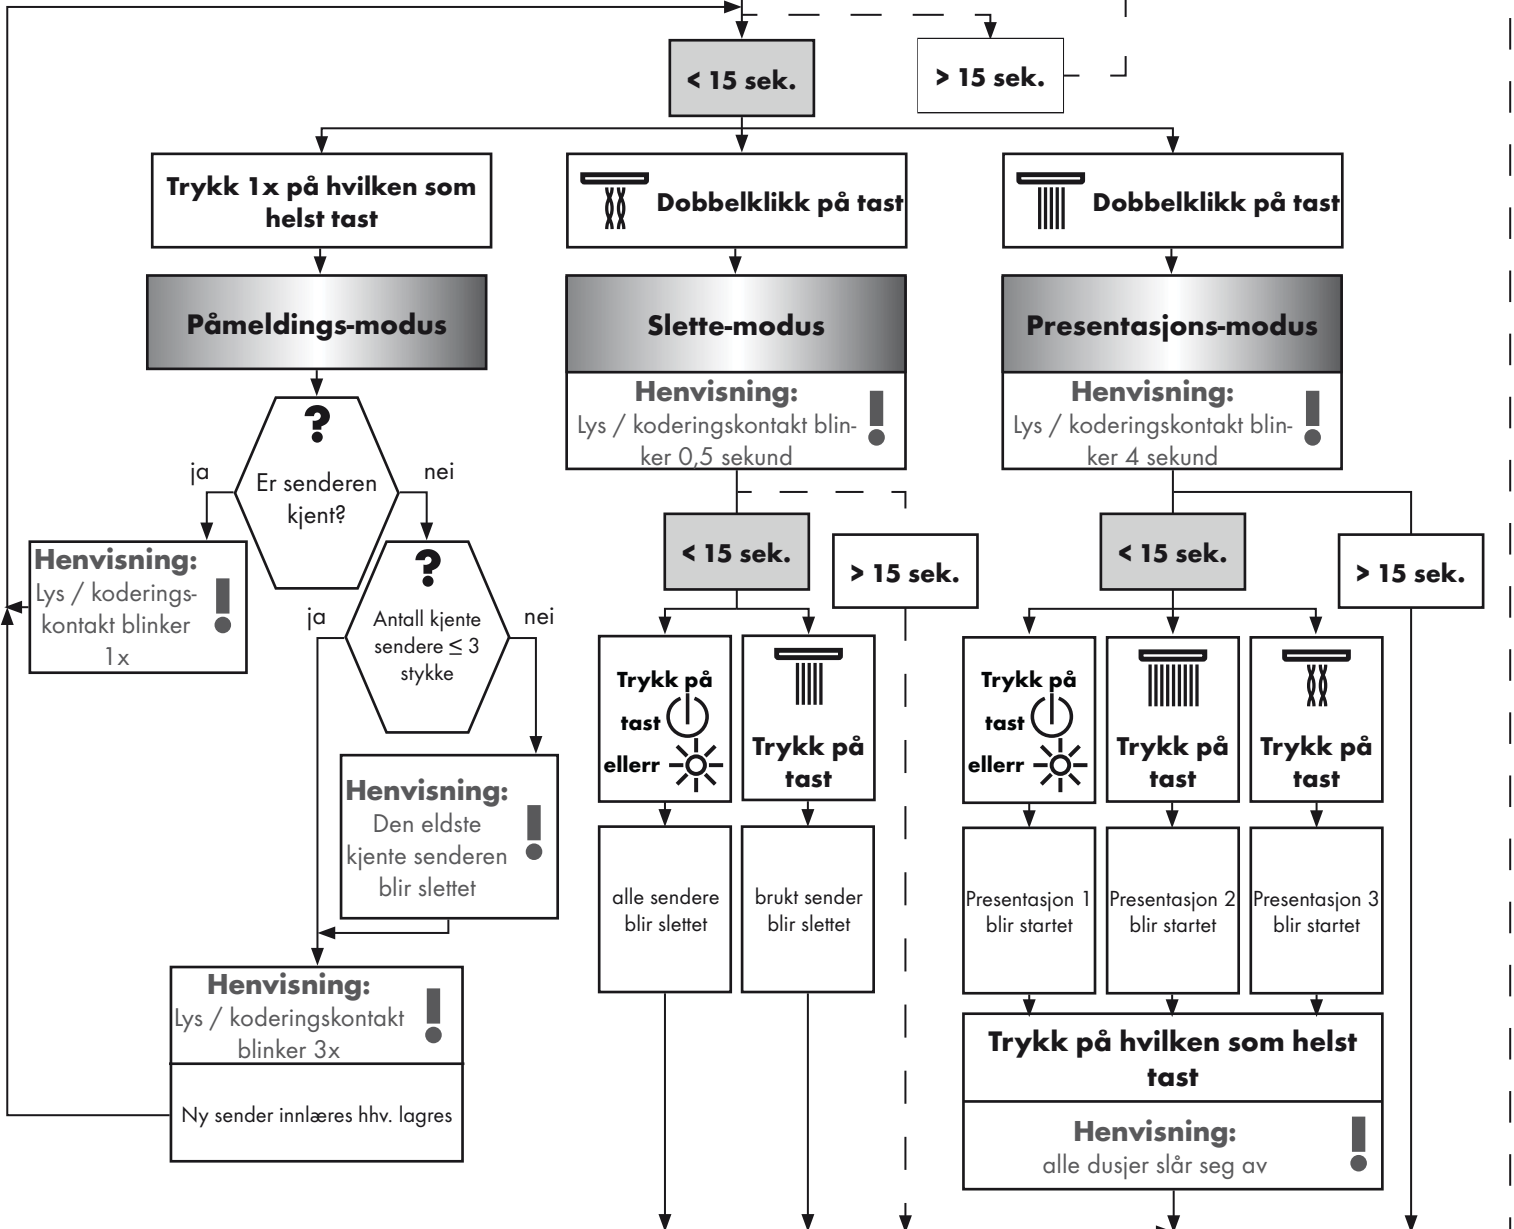 < 15 sek.
> 15 sek.
Trykk 1x på hvilken som
helst tast
Dobbelklikk på tast
Dobbelklikk på tast
Påmeldings-modus
Slette-modus
Henvisning:
Lys / koderingskontakt blin-
ker 0,5 sekund
Presentasjons-modus
Henvisning:
Lys / koderingskontakt blin-
ker 4 sekund
?
Er senderen
kjent?
ja
nei
Henvisning:
Lys / koderings-
kontakt blinker
1x
!
?
Antall kjente
sendere ≤ 3
stykke
ja
nei
Henvisning:
Den eldste
kjente senderen
blir slettet
!
Henvisning:
Lys / koderingskontakt
blinker 3x
!
Ny sender innlæres hhv. lagres
!
< 15 sek.
> 15 sek.
Trykk på
tast
ellerr
Trykk på
tast
alle sendere
blir slettet
brukt sender
blir slettet
!
< 15 sek.
> 15 sek.
Trykk på
tast
ellerr
Trykk på
tast
Trykk på
tast
Presentasjon 1
blir startet
Presentasjon 2
blir startet
Presentasjon 3
blir startet
Trykk på hvilken som helst
tast
Henvisning:
alle dusjer slår seg av
!